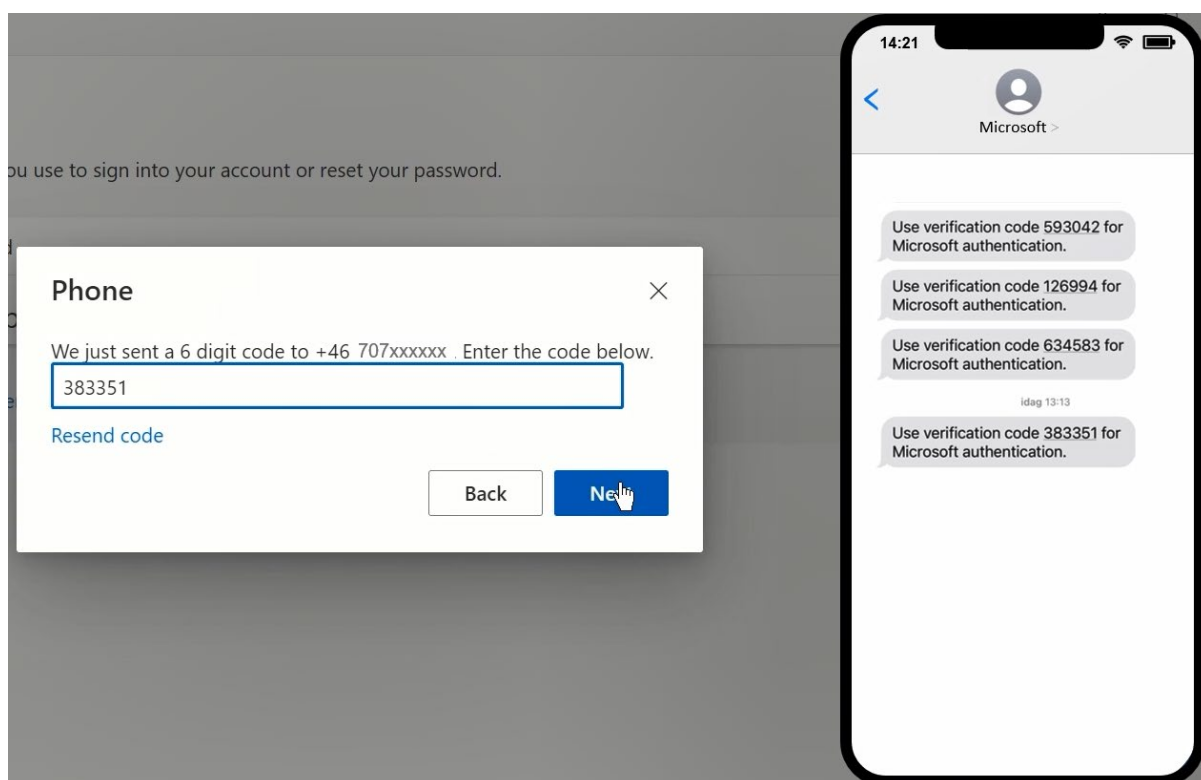 ou use to sign into your account or reset your password.
Phone
We just sent a 6 digit code to +46 707xxxxxx . Enter the code below.
383351
Resend code
Back
14:21
Microsoft >
Use verification code 593042 for
Microsoft authentication.
Use verification code 126994 for
Microsoft authentication.
Use verification code 634583 for
Microsoft authentication.
idag 13:13
Use verification code 383351 for
Microsoft authentication.